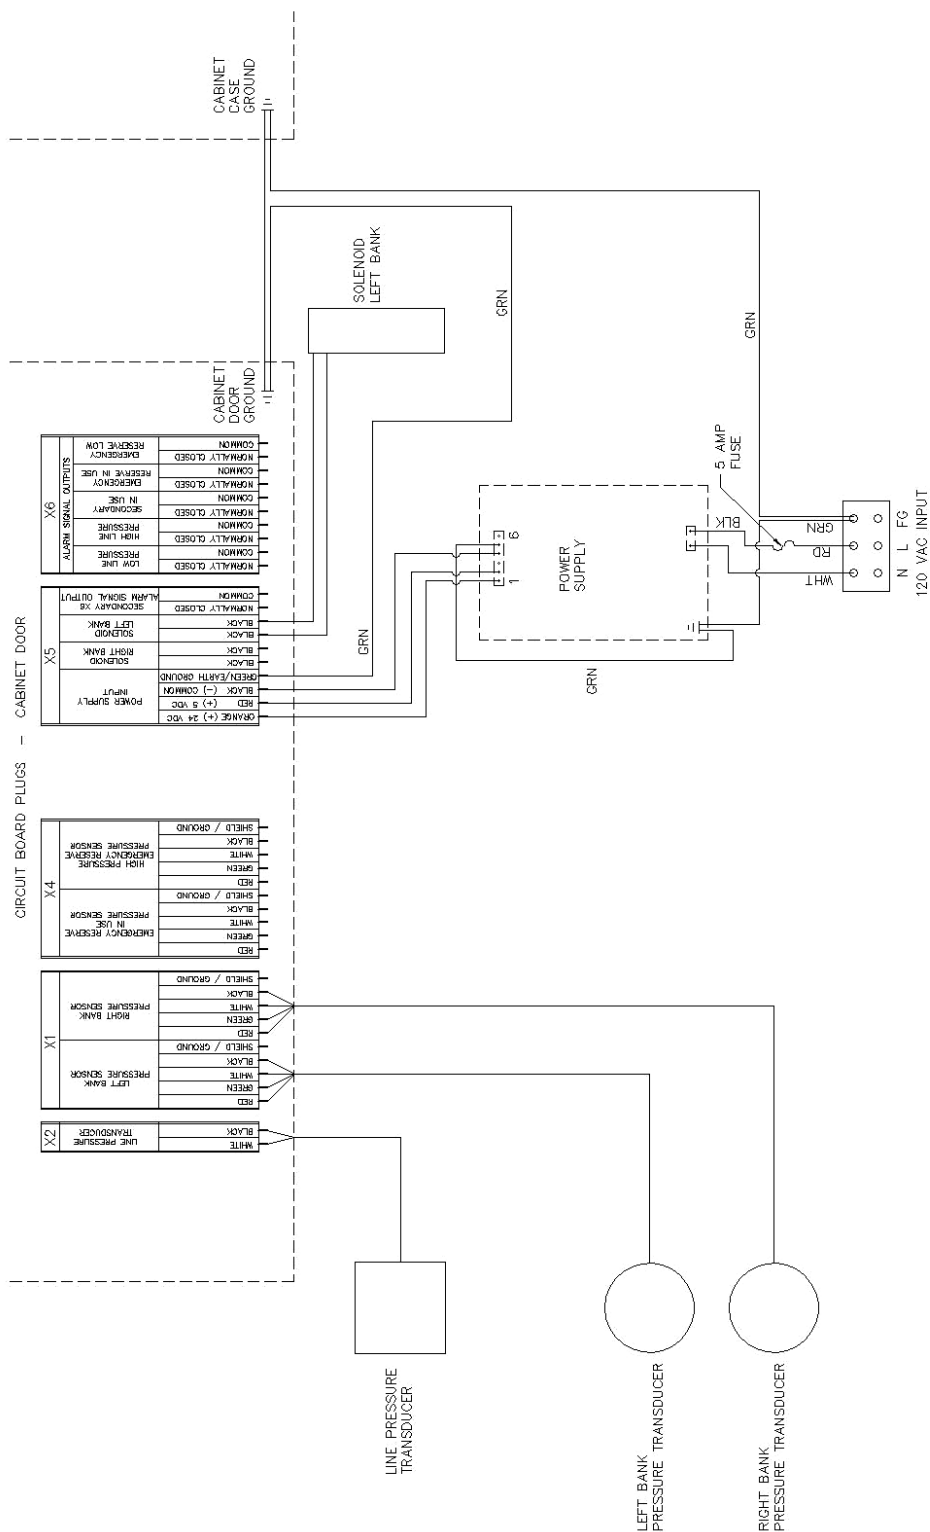 CIRCUIT BOARD PLUGS - CABINET DOOR
X2
LINE PRESSURE
TRANSDUCER
WHITE
BLACK
X1
LEFT BANK
PRESSURE SENSOR
RED
GREEN
WHITE
BLACK
SHIELD / GROUND
RIGHT BANK
PRESSURE SENSOR
RED
GREEN
WHITE
BLACK
SHIELD / GROUND
X4
EMERGENCY RESERVE
IN USE
PRESSURE SENSOR
RED
GREEN
WHITE
BLACK
SHIELD / GROUND
HIGH PRESSURE
EMERGENCY RESERVE
PRESSURE SENSOR
RED
GREEN
WHITE
BLACK
SHIELD / GROUND
X5
POWER SUPPLY
INPUT
ORANGE (+) 24 VDC
RED (+) 5 VDC
BLACK (-) COMMON
GREEN/EARTH GROUND
SOLENOID
RIGHT BANK
BLACK
BLACK
SOLENOID
LEFT BANK
BLACK
BLACK
SECONDARY X6
ALARM SIGNAL OUTPUT
NORMALLY CLOSED
COMMON
X6
ALARM SIGNAL OUTPUTS
LOW LINE
PRESSURE
NORMALLY CLOSED
COMMON
HIGH LINE
PRESSURE
NORMALLY CLOSED
COMMON
SECONDARY
IN USE
NORMALLY CLOSED
COMMON
EMERGENCY
RESERVE IN USE
NORMALLY CLOSED
COMMON
EMERGENCY
RESERVE LOW
NORMALLY CLOSED
COMMON
CABINET
DOOR
GROUND
CABINET
CASE
GROUND
SOLENOID
LEFT BANK
GRN
GRN
GRN
GRN
1
6
POWER
SUPPLY
5 AMP
FUSE
WHT
BLK
RD
GRN
N L FG
120 VAC INPUT
LINE PRESSURE
TRANSDUCER
LEFT BANK
PRESSURE TRANSDUCER
RIGHT BANK
PRESSURE TRANSDUCER